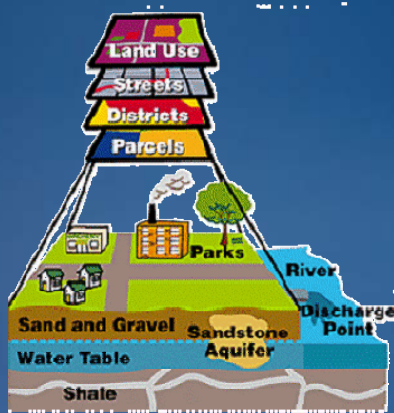 Land Use
Streets
Districts
Parcels
Parks
River
Discharge
Point
Sand and Gravel
Sandstone
Aquifer
Water Table
Shale